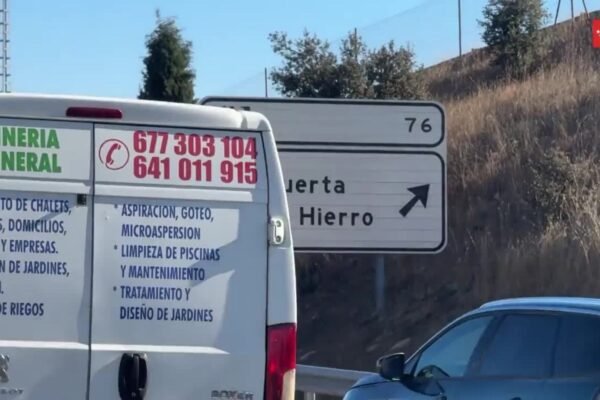 NERIA
NERAL
677 303 104
641 011 915
TO DE CHALETS,
DOMICILIOS,
Y EMPRESAS.
N DE JARDINES,
DE RIEGOS
* ASPIRACION, GOTEO,
MICROASPERSION
* LIMPIEZA DE PISCINAS
Y MANTENIMIENTO
* TRATAMIENTO Y
DISEÑO DE JARDINES
BOXER
76
uerta
Hierro